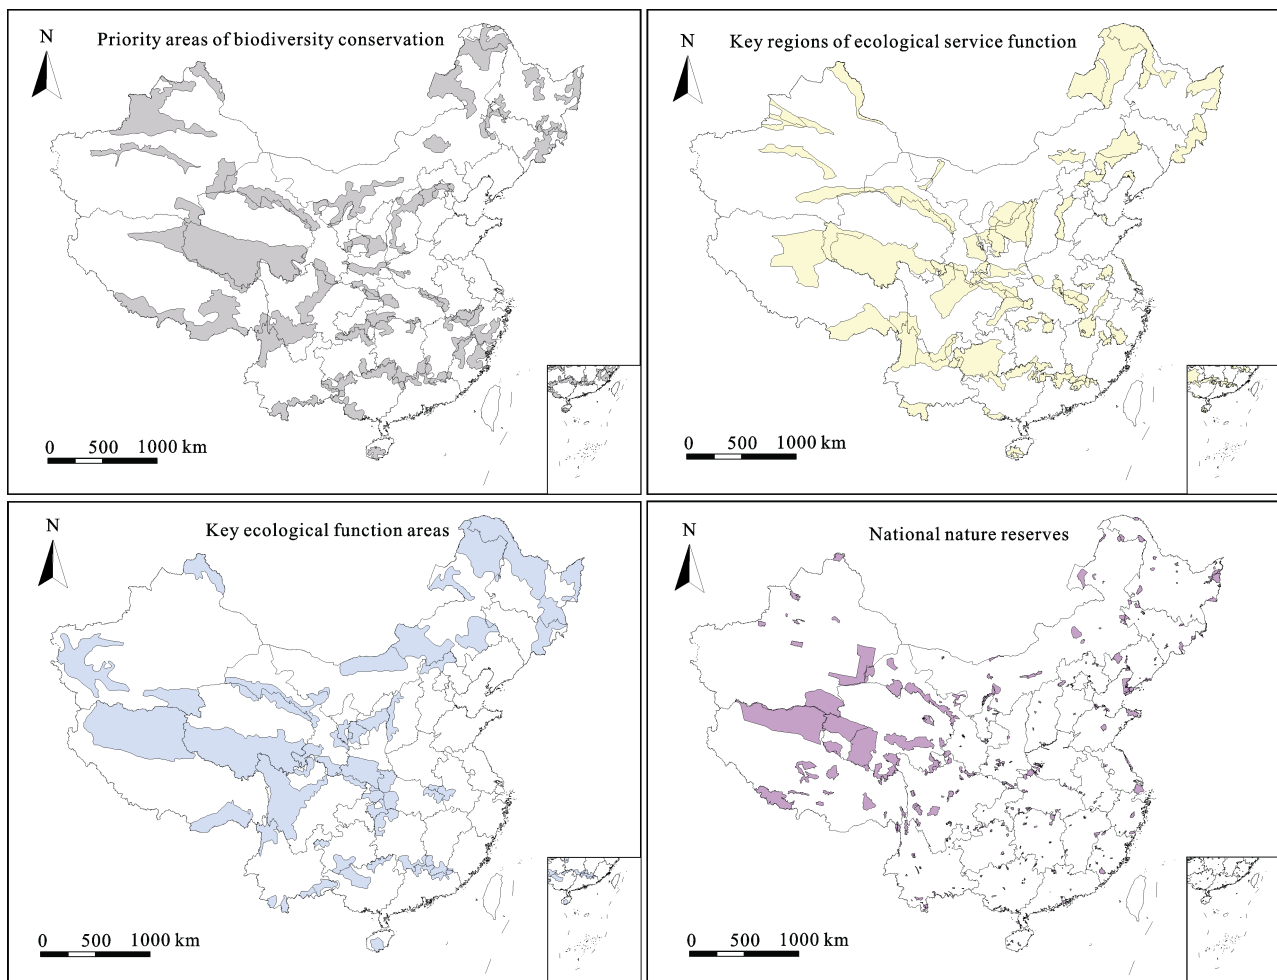 N
Priority areas of biodiversity conservation
0 500 1000 km
N
Key regions of ecological service function
0 500 1000 km
N
Key ecological function areas
0 500 1000 km
N
National nature reserves
0 500 1000 km